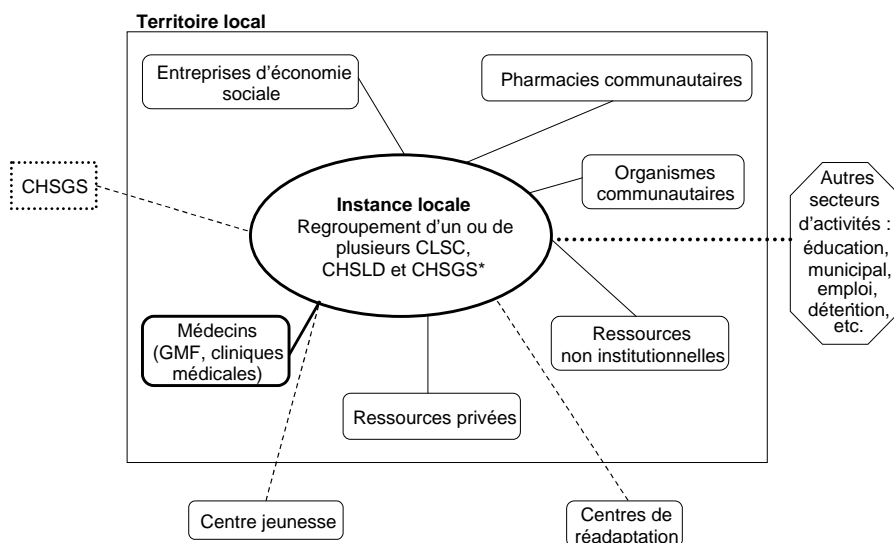 Territoire local
Entreprises d'économie
sociale
Pharmacies communautaires
CHSGS
Organismes
communautaires
Instance locale
Regroupement d'un ou de
plusieurs CLSC,
CHSLD et CHSGS*
Autres
secteurs
d'activités :
éducation,
municipal,
emploi,
détention,
etc.
Médecins
(GMF, cliniques
médicales)
Ressources
non institutionnelles
Ressources privées
Centre jeunesse
Centres de
réadaptation